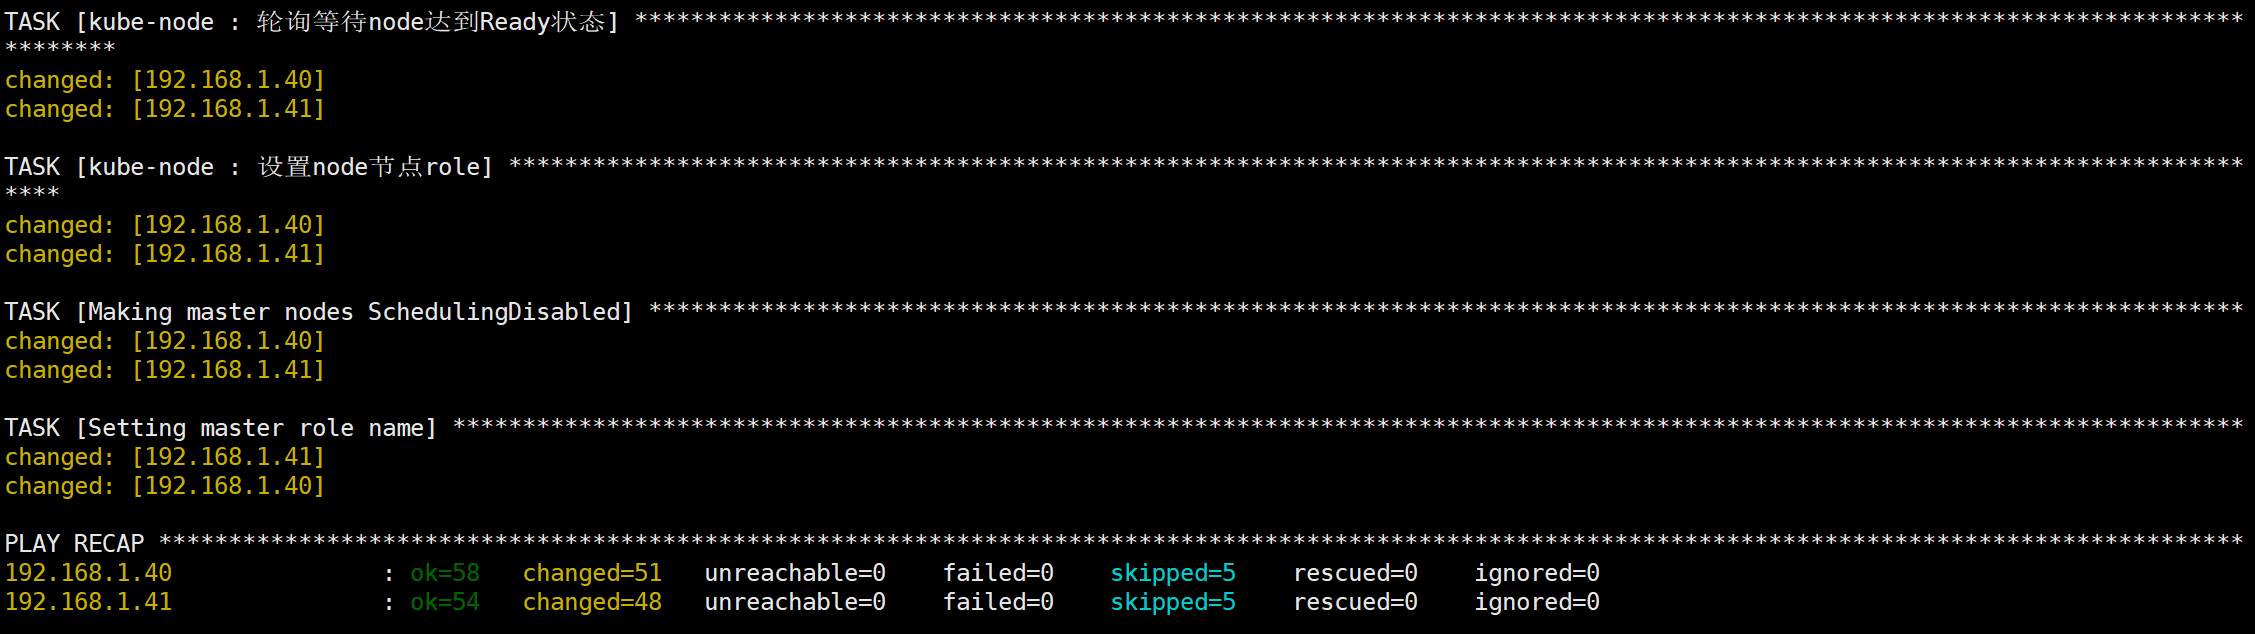 TASK [kube-node : 轮询等待node达到Ready状态] *******************************************************************************************************************
********
changed: [192.168.1.40]
changed: [192.168.1.41]
TASK [kube-node : 设置node节点role] ****************************************************************************************************************************
****
changed: [192.168.1.40]
changed: [192.168.1.41]
TASK [Making master nodes SchedulingDisabled] ******************************************************************************************************************
changed: [192.168.1.40]
changed: [192.168.1.41]
TASK [Setting master role name] ********************************************************************************************************************************
changed: [192.168.1.41]
changed: [192.168.1.40]
PLAY RECAP *****************************************************************************************************************************************************
192.168.1.40               : ok=58   changed=51   unreachable=0    failed=0    skipped=5    rescued=0    ignored=0
192.168.1.41               : ok=54   changed=48   unreachable=0    failed=0    skipped=5    rescued=0    ignored=0